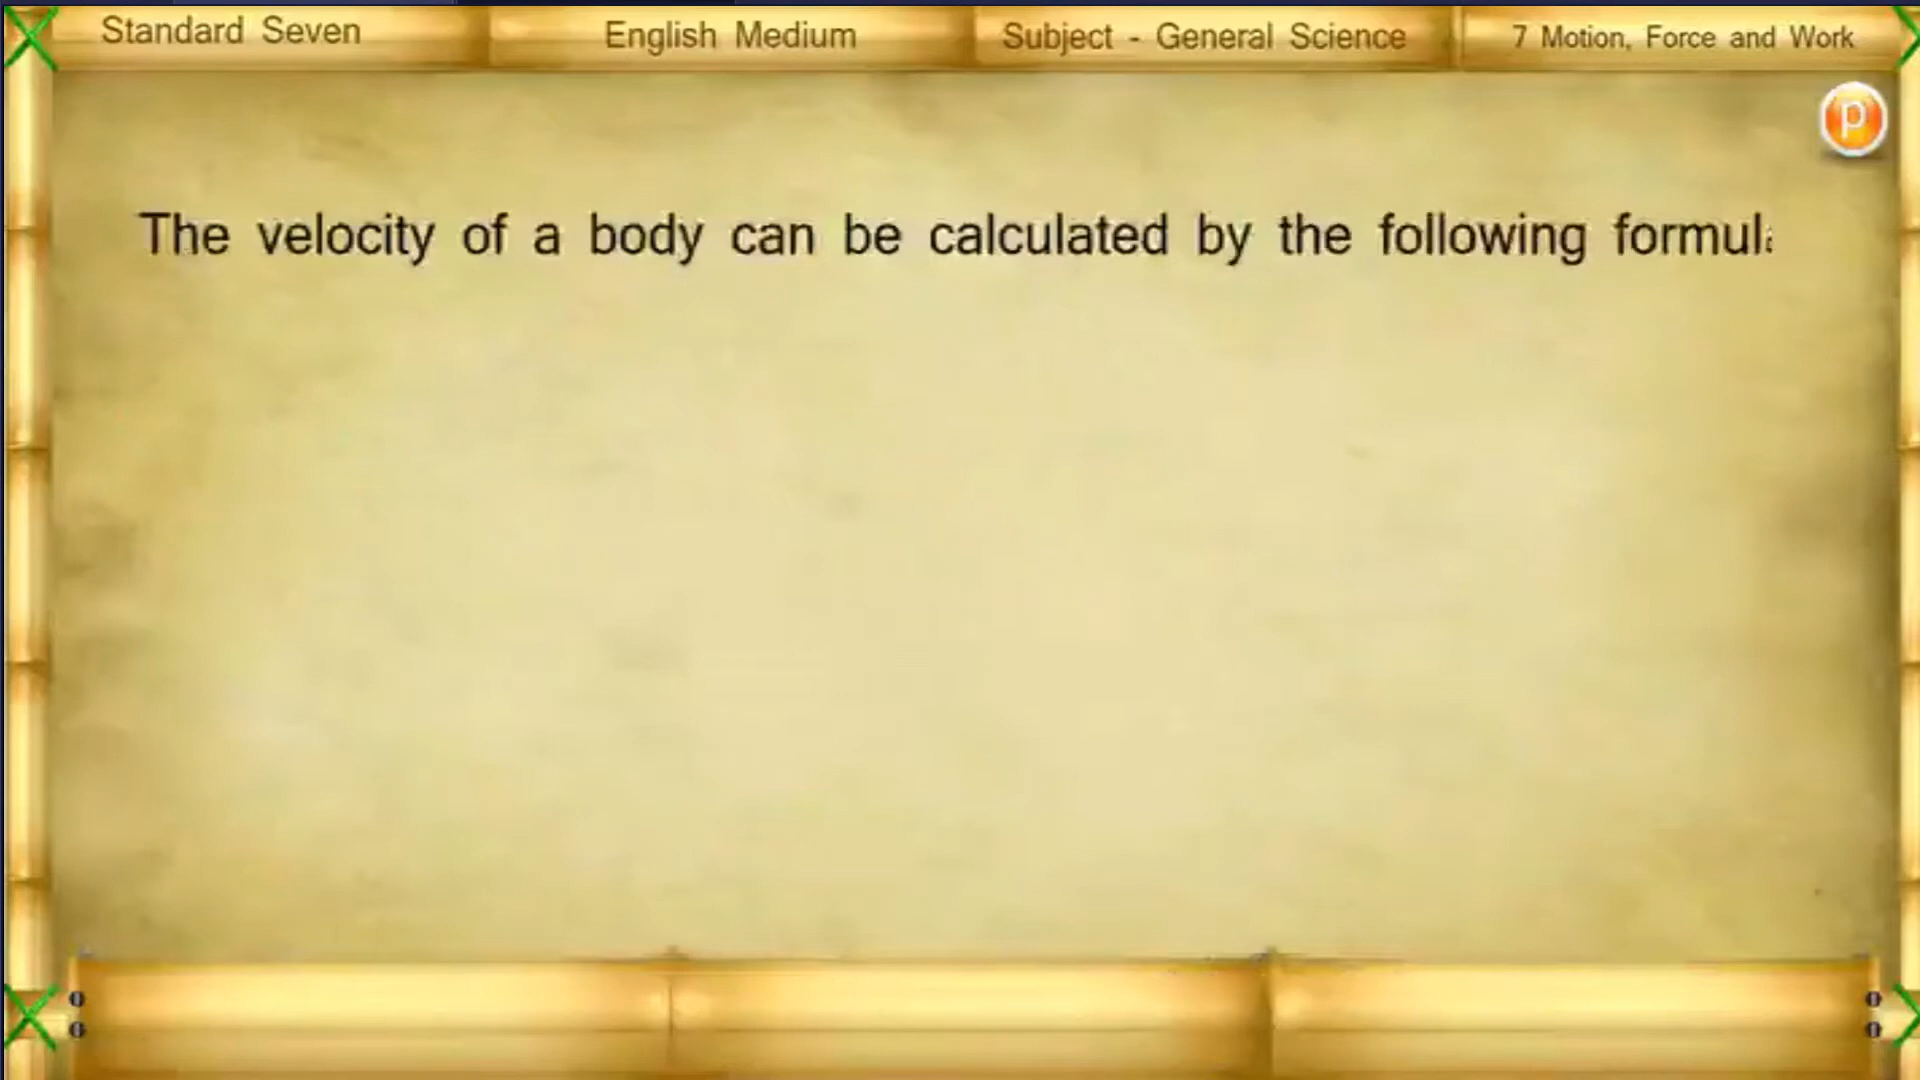 Standard Seven
English Medium
Subject - General Science
7 Motion, Force and Work
p
The velocity of a body can be calculated by the following